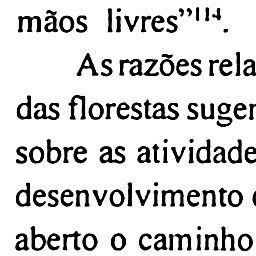 mãos livres”¹¹⁴.
As razões rela
das florestas suger
sobre as atividade
desenvolvimento
aberto o caminho